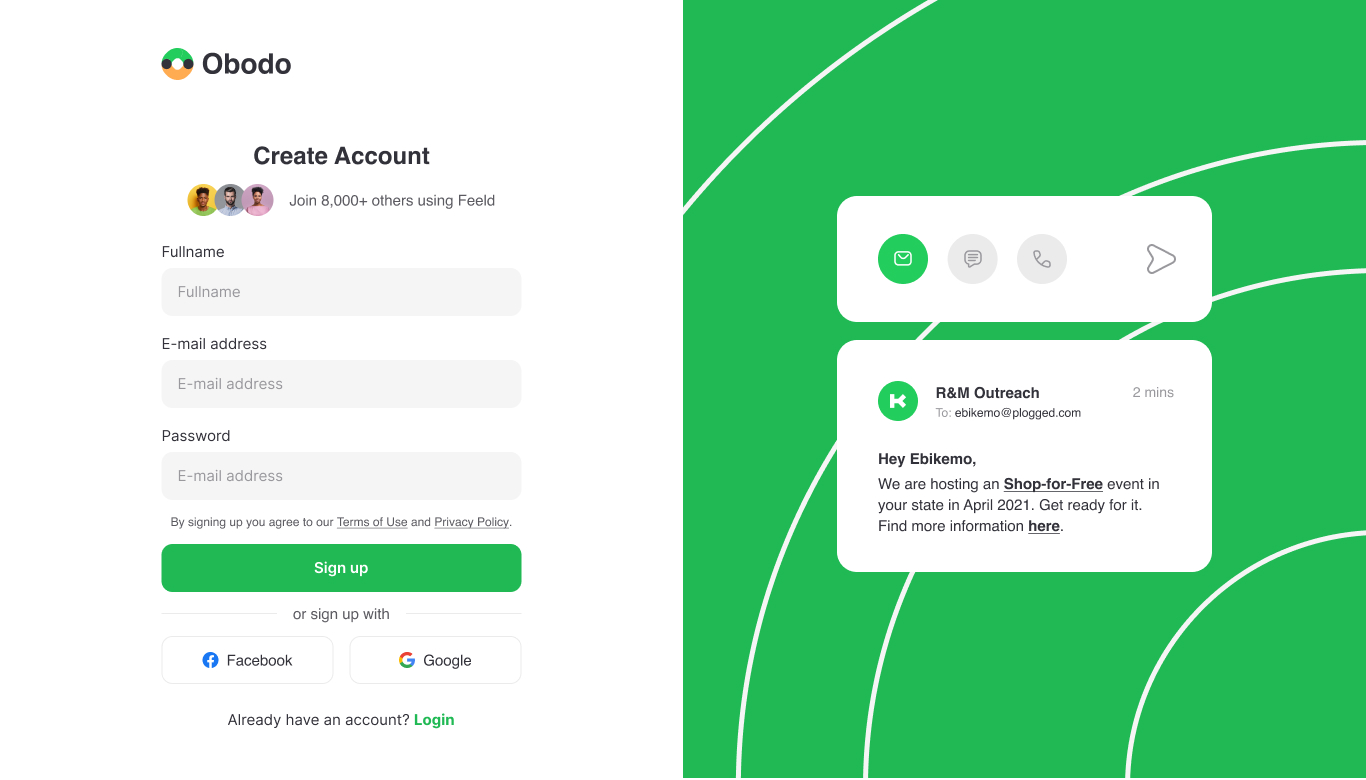 Obodo
Create Account
Join 8,000+ others using Feeld
Fullname
Fullname
E-mail address
E-mail address
Password
E-mail address
By signing up you agree to our Terms of Use and Privacy Policy.
Sign up
or sign up with
Facebook
Google
Already have an account? Login
R&M Outreach
2 mins
To: ebikemo@plogged.com
Hey Ebikemo,
We are hosting an Shop-for-Free event in
your state in April 2021. Get ready for it.
Find more information here.